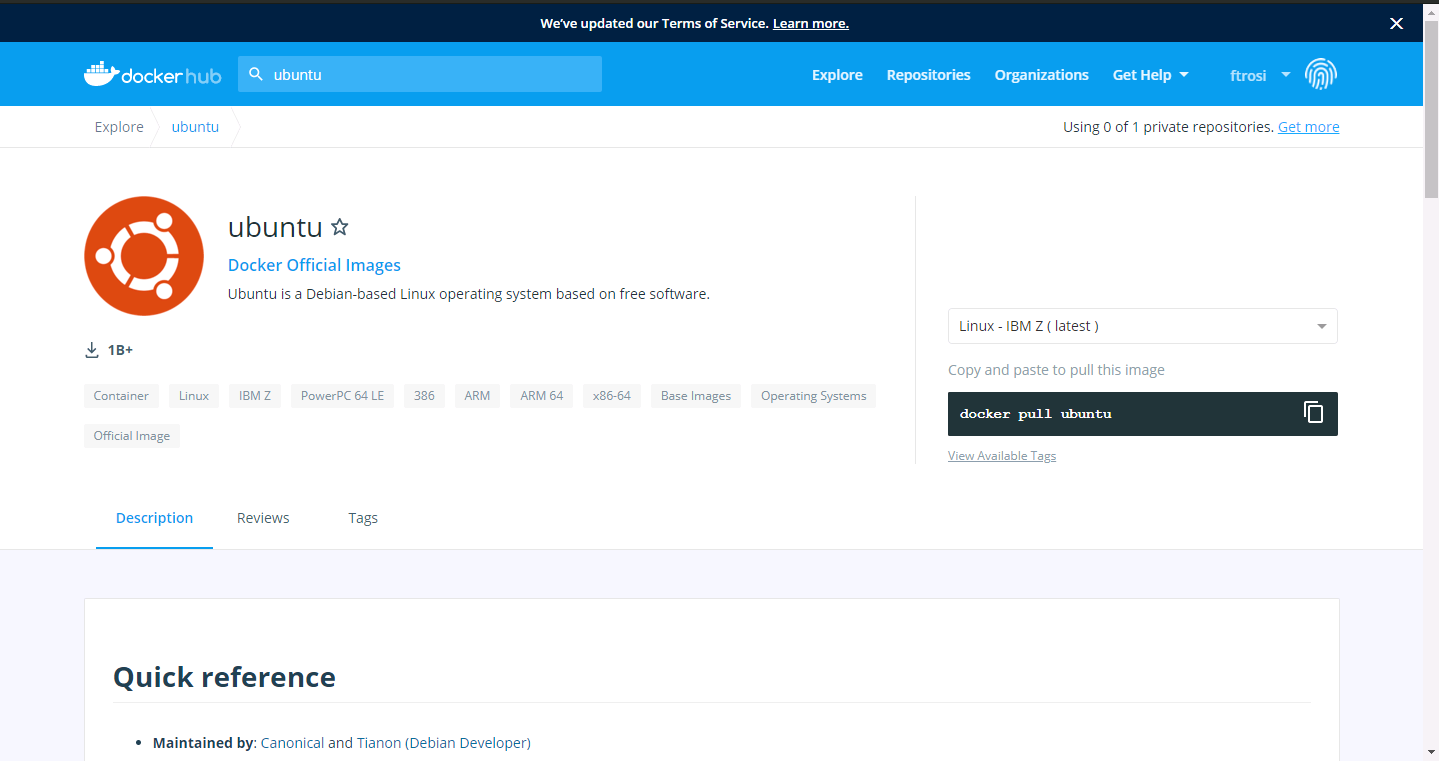 We've updated our Terms of Service. Learn more.
dockerhub
ubuntu
Explore
Repositories
Organizations
Get Help
ftrosi
Explore
ubuntu
Using 0 of 1 private repositories. Get more
ubuntu
Docker Official Images
Ubuntu is a Debian-based Linux operating system based on free software.
1B+
Container
Linux
IBM Z
PowerPC 64 LE
386
ARM
ARM 64
x86-64
Base Images
Operating Systems
Official Image
Linux - IBM Z ( latest )
Copy and paste to pull this image
docker pull ubuntu
View Available Tags
Description
Reviews
Tags
Quick reference
Maintained by: Canonical and Tianon (Debian Developer)